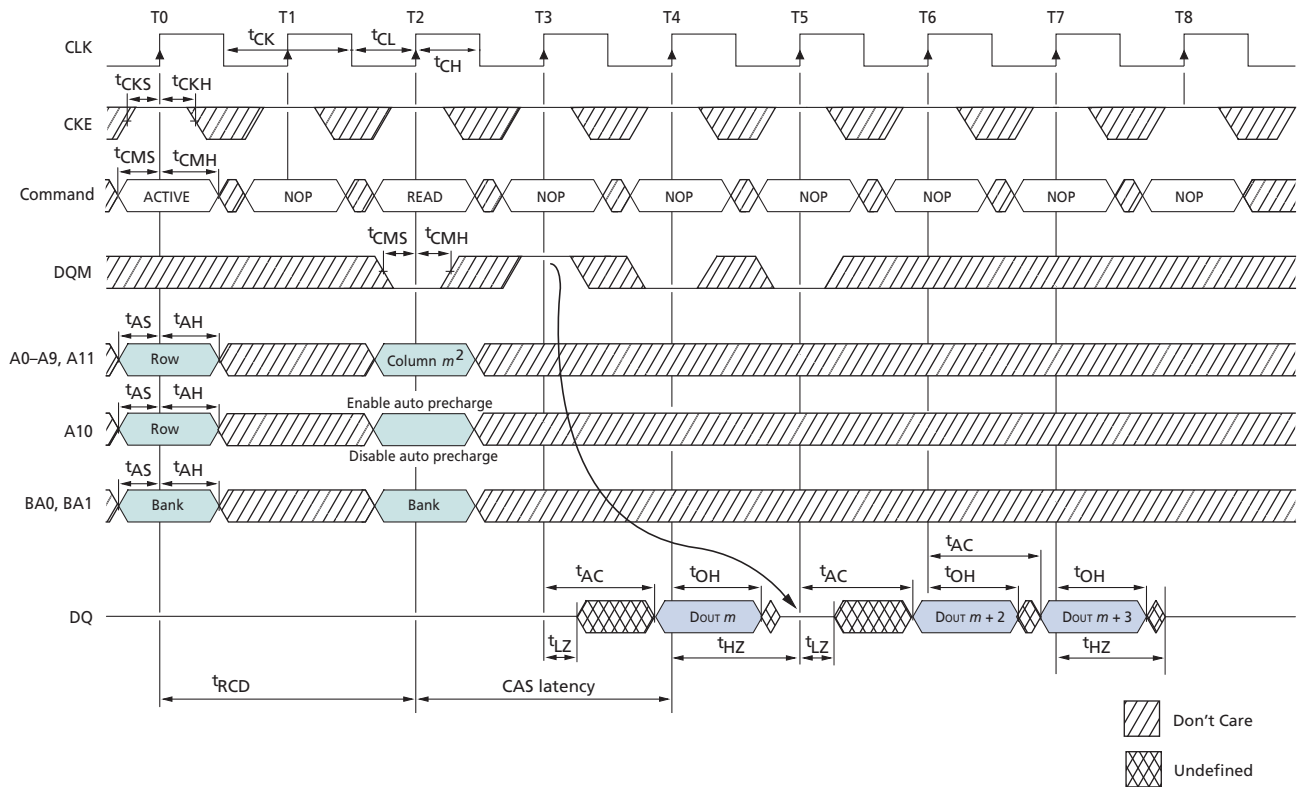 T0 T1 T2 T3 T4 T5 T6 T7 T8
CLK
tCK tCL
tCH
tCKS tCKH
CKE
tCMS tCMH
Command ACTIVE NOP READ NOP NOP NOP NOP NOP NOP
tCMS tCMH
DQM
tAS tAH
A0–A9, A11 Row Column m2
tAS tAH Enable auto precharge
A10 Row
Disable auto precharge
tAS tAH
BA0, BA1 Bank Bank
tAC
tAC tOH tAC tOH tOH
DQ DOUT m DOUT m + 2 DOUT m + 3
tLZ tHZ tLZ tHZ
tRCD CAS latency
Don't Care
Undefined